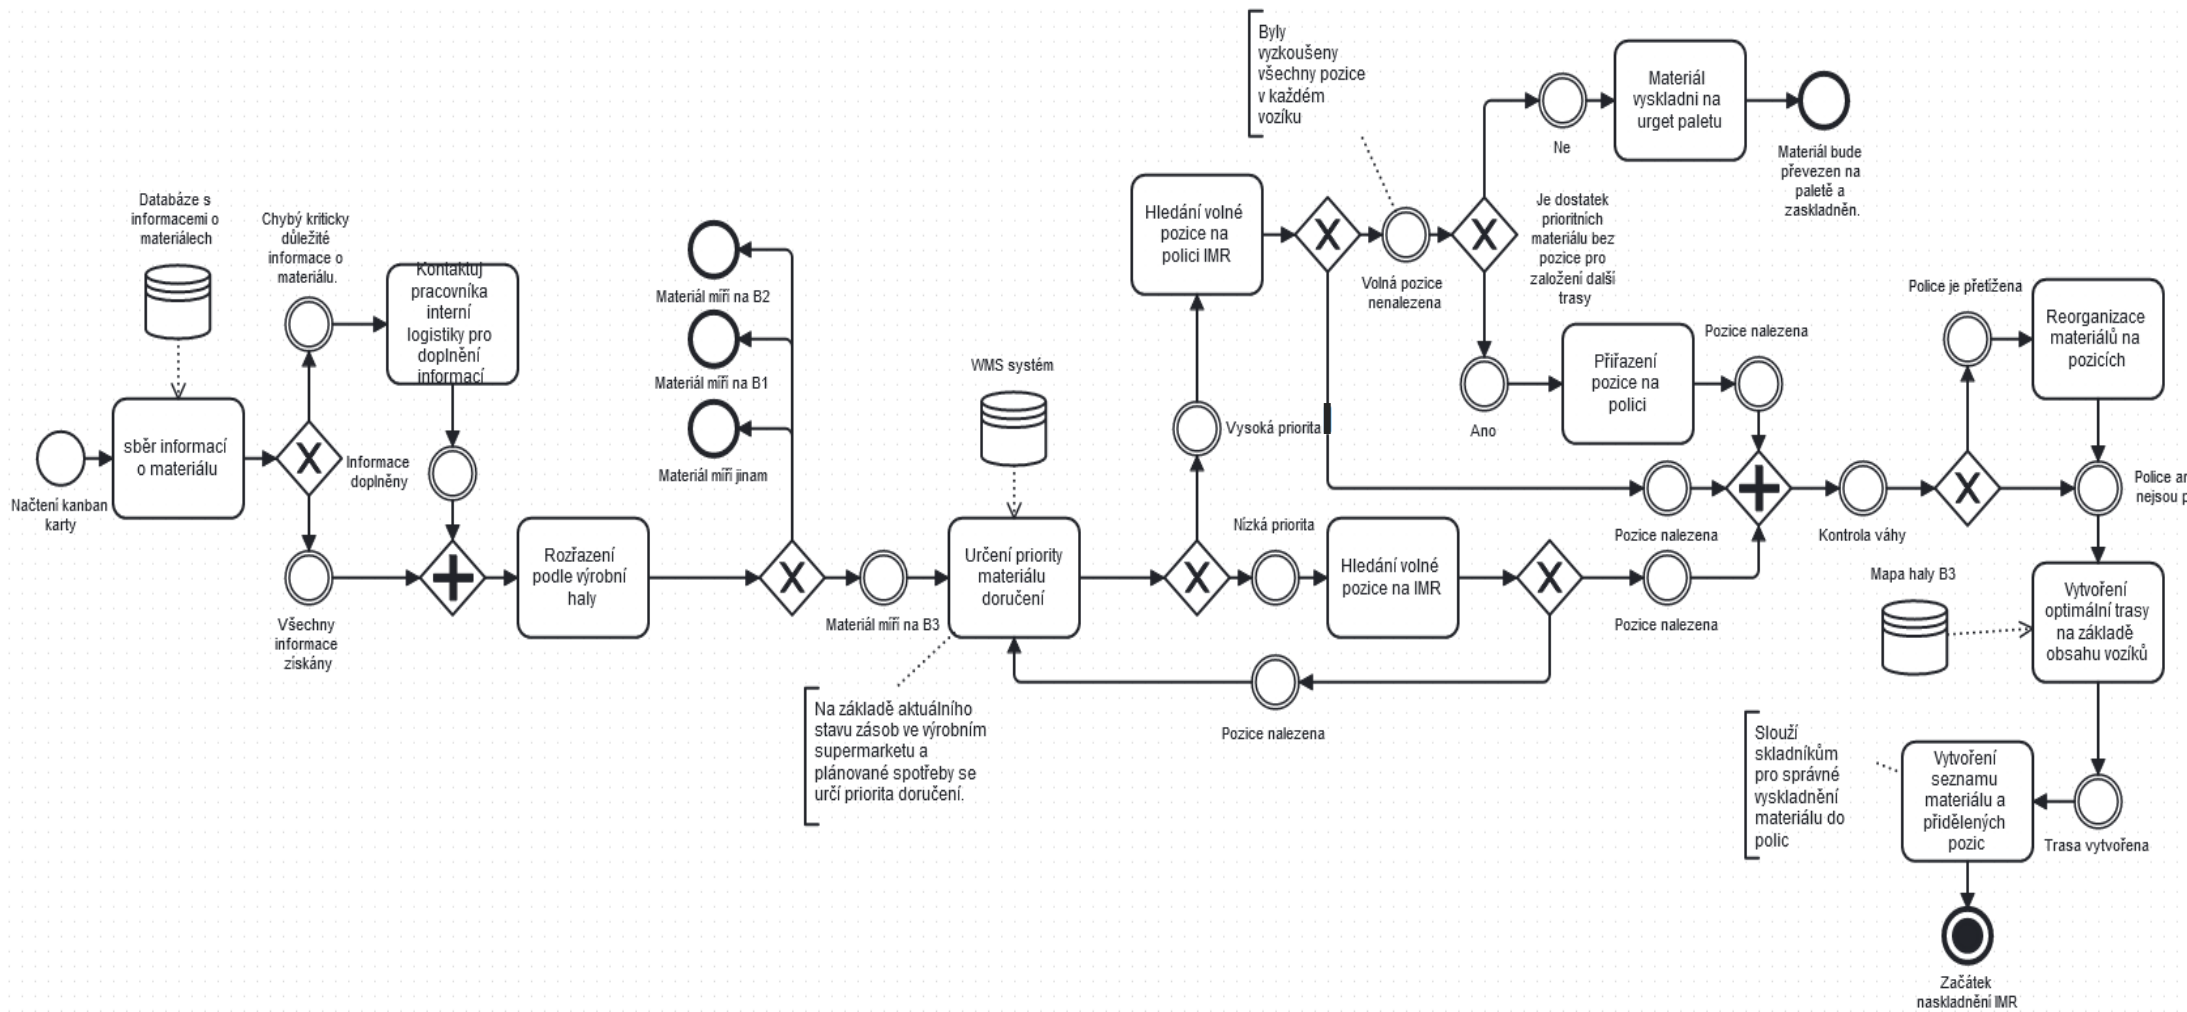 Byly
vyzkoušeny
všechny pozice
v každém
vozíku
Materiál
vyskladni na
urget paletu
Ne
Materiál bude
převezen na
paletě a
zaskladněn.
Databáze s
informacemi o
materiálech
Chybý kriticky
důležité
informace o
materiálu.
Kontaktuj
pracovníka
interní
logistiky pro
doplnění
informací
Materiál míří na B2
Materiál míří na B1
Materiál míří jinam
Hledání volné
pozice na
polici IMR
Volná pozice
nenalezena
Je dostatek
prioritních
materiálu bez
pozice pro
založení další
trasy
Police je přetížena
Reorganizace
materiálů na
pozicích
WMS systém
Přiřazení
pozice na
polici
Pozice nalezena
Vysoká priorita
Ano
sběr informací
o materiálu
Informace
doplněny
Načtení kanban
karty
Police
nejsou
Všechny
informace
získány
Rozřazení
podle výrobní
haly
Materiál míří na B3
Určení priority
materiálu
doručení
Nízká priorita
Hledání volné
pozice na IMR
Pozice nalezena
Pozice nalezena
Kontrola váhy
Mapa haly B3
Vytvoření
optimální trasy
na základě
obsahu vozíků
Pozice nalezena
Na základě aktuálního
stavu zásob ve výrobním
supermarketu a
plánované spotřeby se
určí priorita doručení.
Slouží
skladníkům
pro správné
vyskladnění
materiálu do
polic
Vytvoření
seznamu
materiálu a
přidělených
pozic
Trasa vytvořena
Začátek
naskladnění IMR